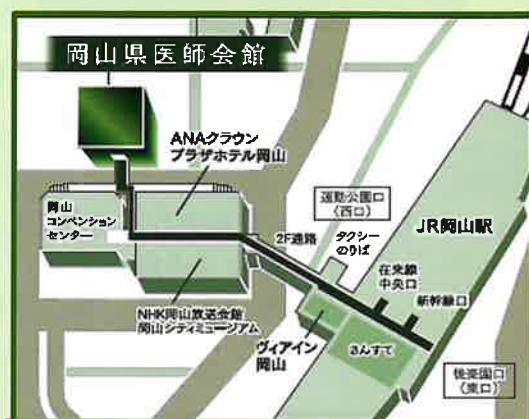 岡山県医師会館
ANAクラウン
プラザホテル岡山
岡山
コンベンション
センター
運動公園口
(西口)
JR岡山駅
2F通路
タクシー
のりば
在来線
中央口
新幹線口
NHK岡山放送会館
岡山シティミュージアム
ヴィアイン
岡山
さんすて
後楽園口
(東口)